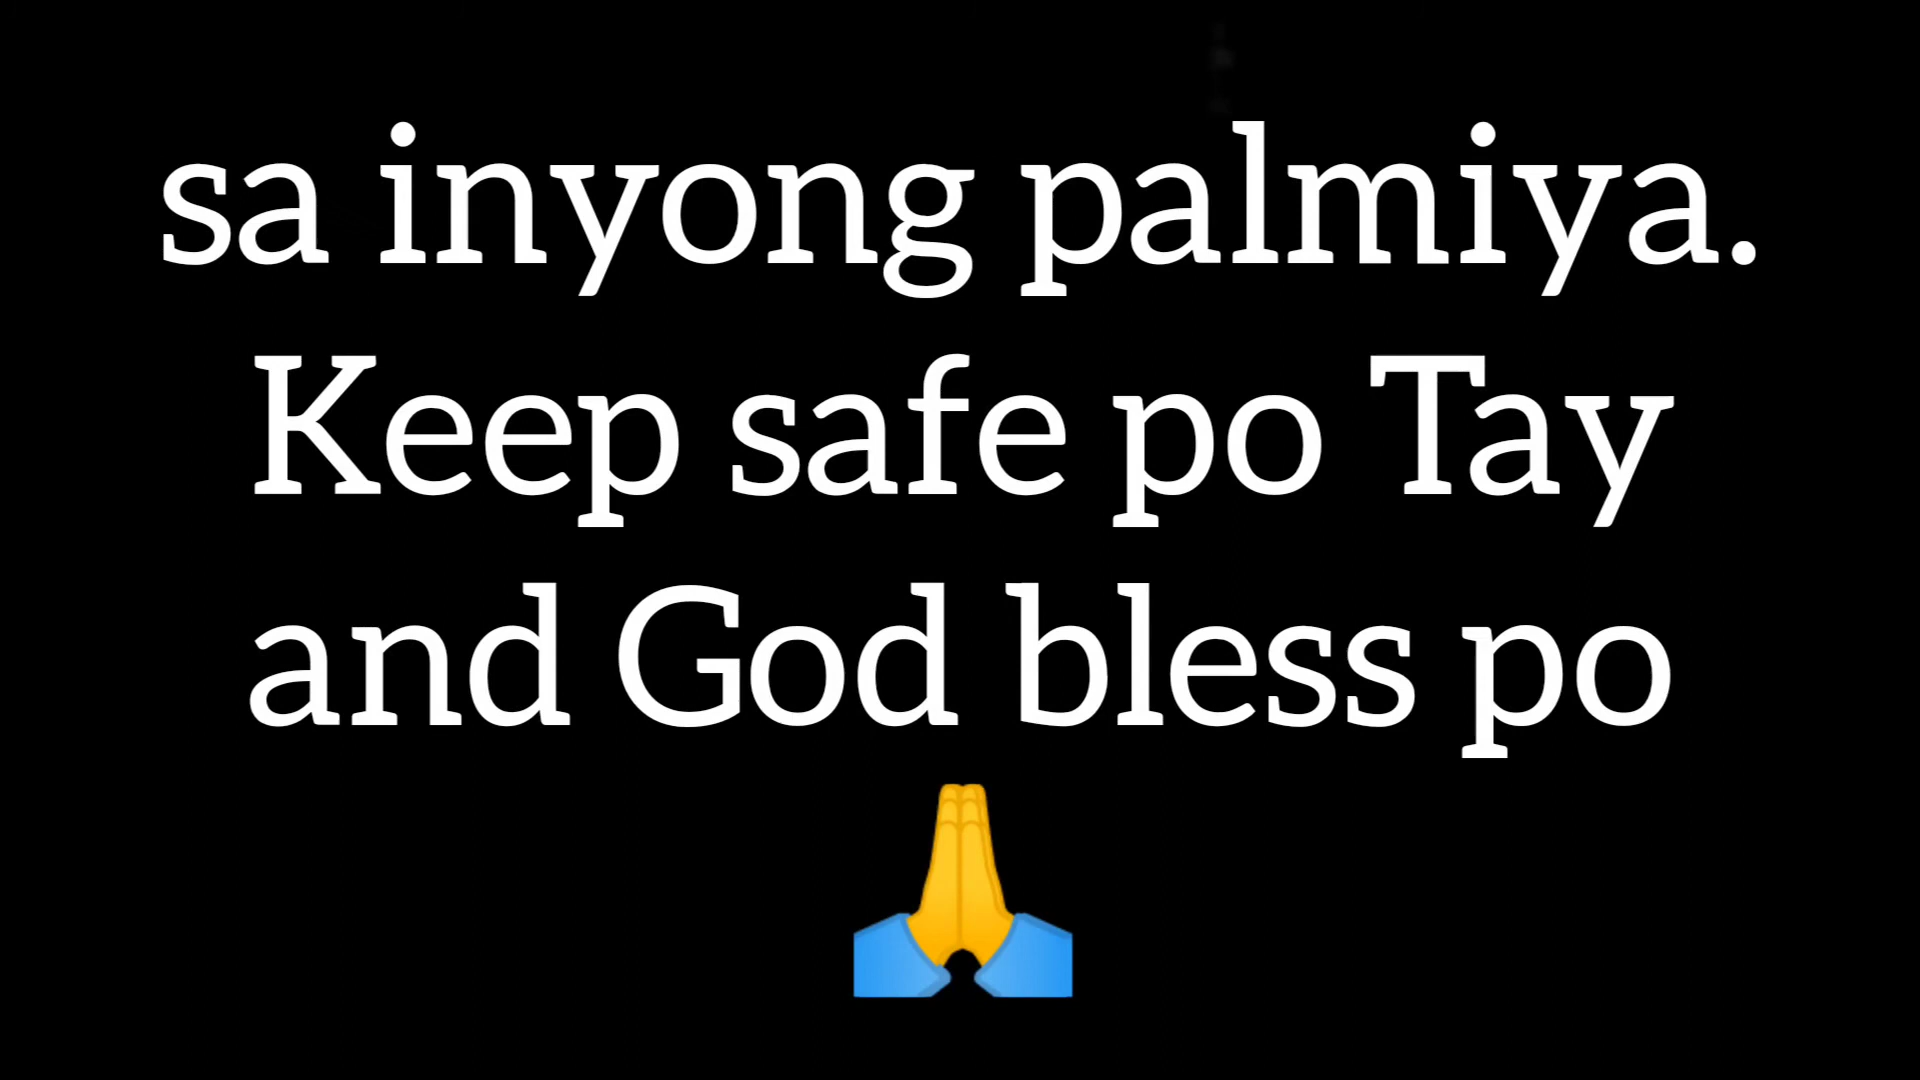 sa inyong palmiya.
Keep safe po Tay
and God bless po
🙏